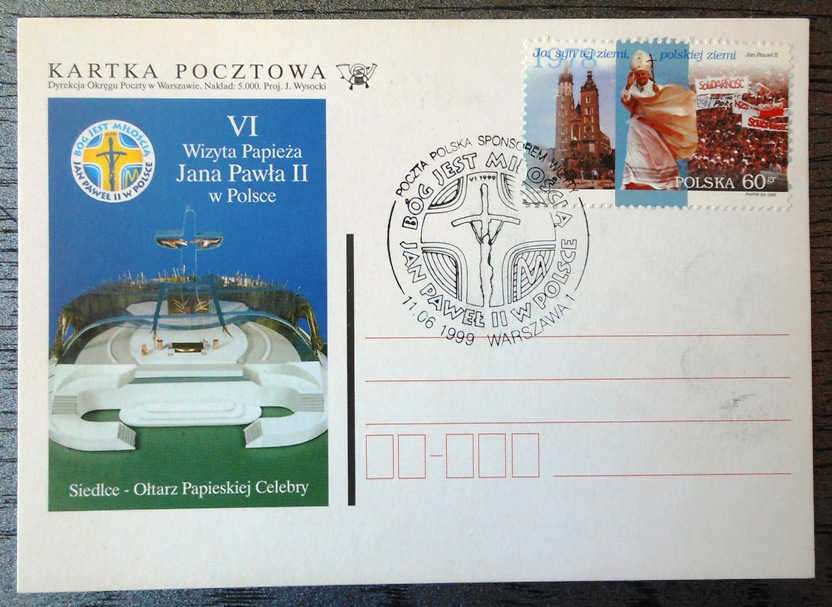 KARTKA POCZTOWA
Dyrekcja Okręgu Poczty w Warszawie. Nakład: 5.000. Proj. J. Wysocki
BÓG JEST MIŁOŚCIĄ
JAN PAWEŁ II W POLSCE
VI
Wizyta Papieża
Jana Pawła II
w Polsce
Siedlce - Ołtarz Papieskiej Celebry
1978
Ja, syn tej ziemi, polskiej ziemi
Jan Paweł II
SOLIDARNOŚĆ
NZS
SOLIDARNOŚĆ
POLSKA 60 gr
POCZTA POLSKA SPONSOREM
BÓG JEST MIŁOŚCIĄ
VI 1999
JAN PAWEŁ II W POLSCE
11.06 1999 WARSZAWA 1